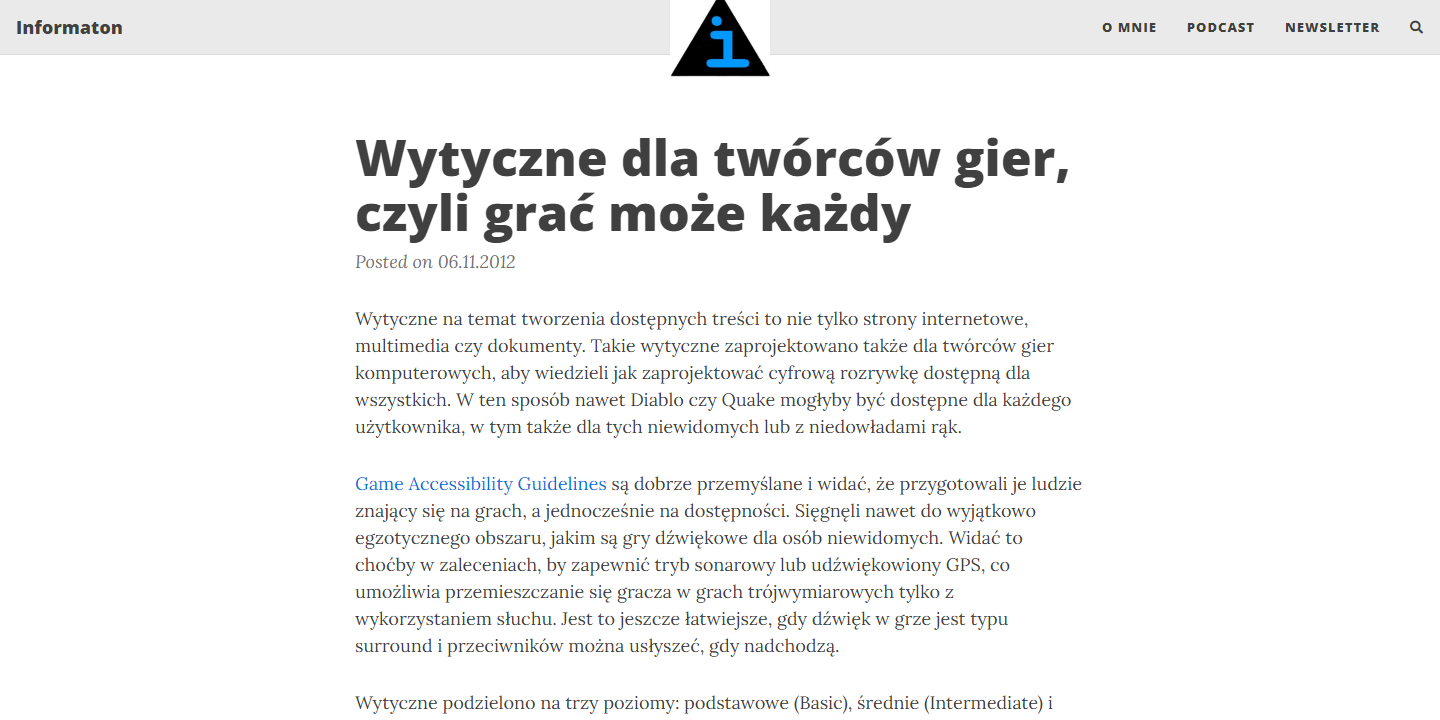 Informaton
i
O MNIE
PODCAST
NEWSLETTER
Wytyczne dla twórców gier,
czyli grać może każdy
Posted on 06.11.2012
Wytyczne na temat tworzenia dostępnych treści to nie tylko strony internetowe,
multimedia czy dokumenty. Takie wytyczne zaprojektowano także dla twórców gier
komputerowych, aby wiedzieli jak zaprojektować cyfrową rozrywkę dostępną dla
wszystkich. W ten sposób nawet Diablo czy Quake mogłyby być dostępne dla każdego
użytkownika, w tym także dla tych niewidomych lub z niedowładami rąk.
Game Accessibility Guidelines są dobrze przemyślane i widać, że przygotowali je ludzie
znający się na grach, a jednocześnie na dostępności. Sięgnęli nawet do wyjątkowo
egzotycznego obszaru, jakim są gry dźwiękowe dla osób niewidomych. Widać to
choćby w zaleceniach, by zapewnić tryb sonarowy lub udźwiękowiony GPS, co
umożliwia przemieszczanie się gracza w grach trójwymiarowych tylko z
wykorzystaniem słuchu. Jest to jeszcze łatwiejsze, gdy dźwięk w grze jest typu
surround i przeciwników można usłyszeć, gdy nadchodzą.
Wytyczne podzielono na trzy poziomy: podstawowe (Basic), średnie (Intermediate) i